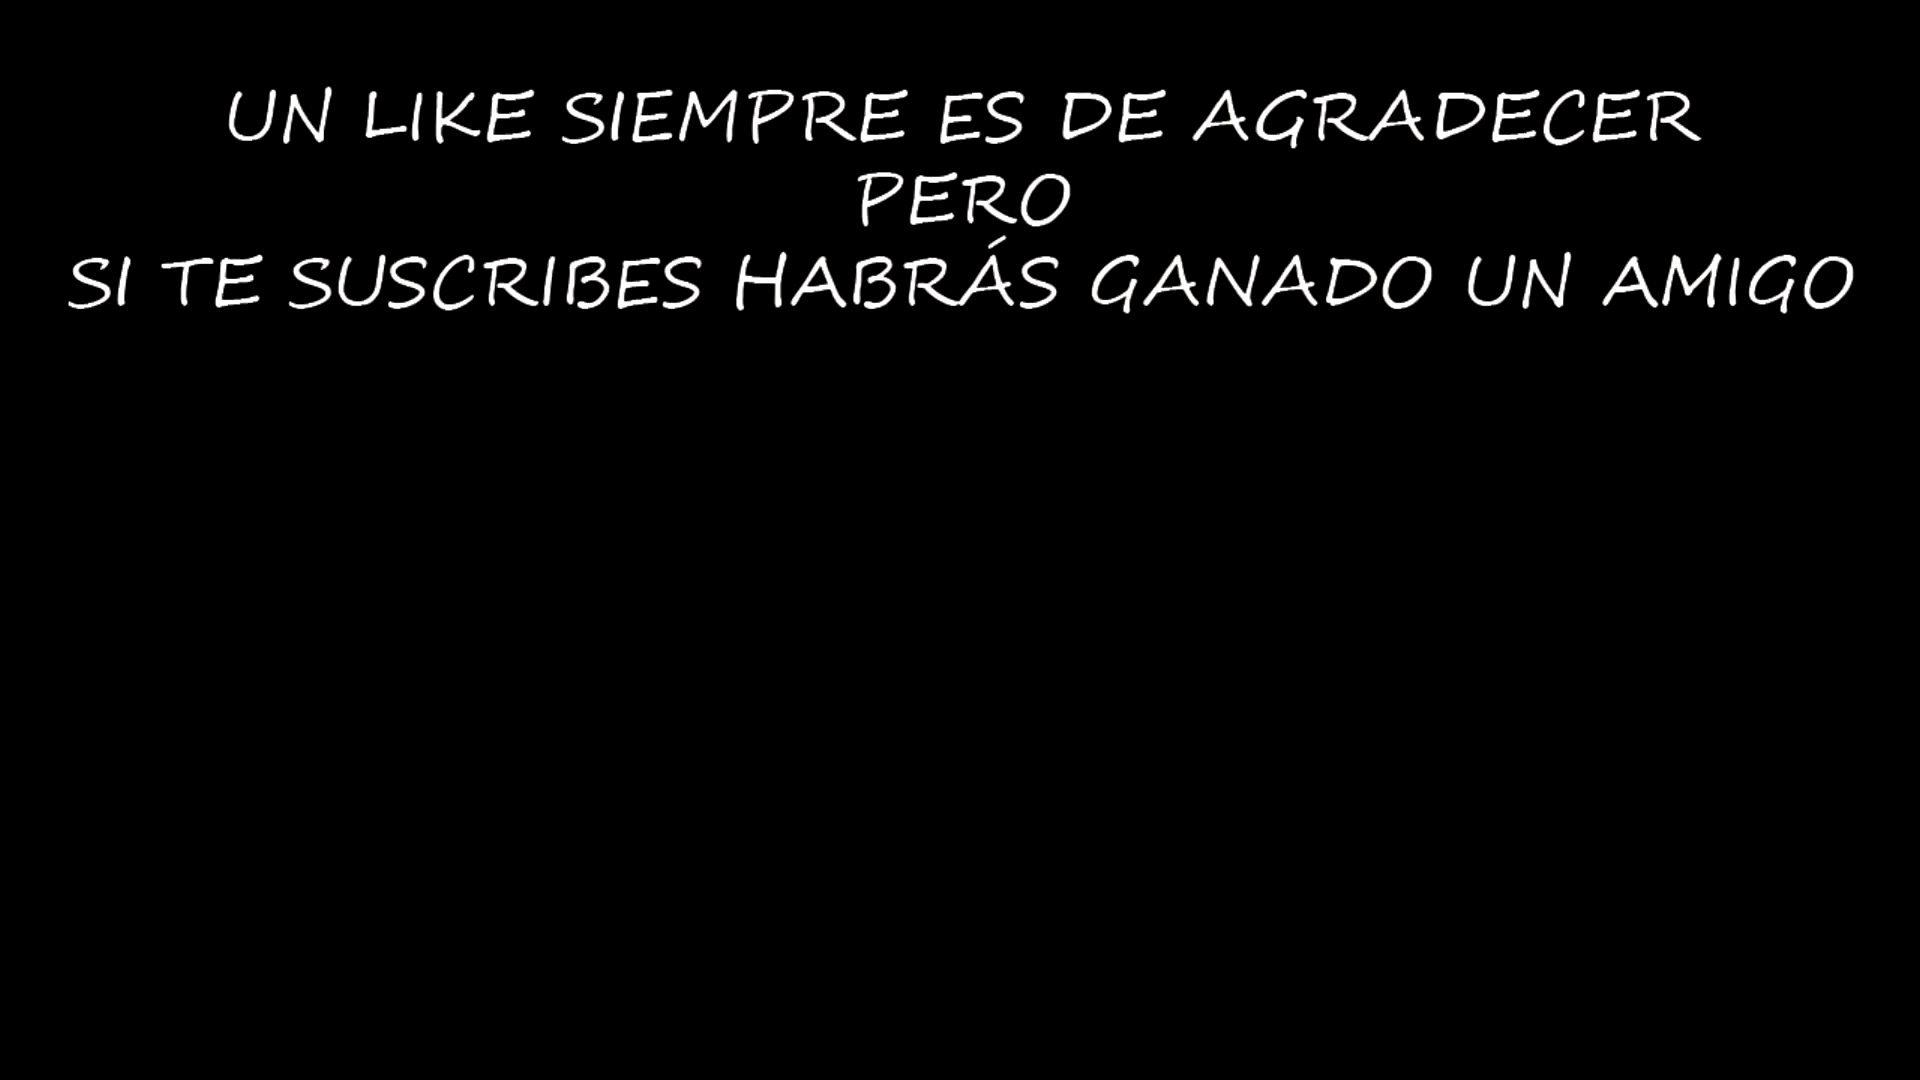 UN LIKE SIEMPRE ES DE AGRADECER
PERO
SI TE SUSCRIBES HABRÁS GANADO UN AMIGO